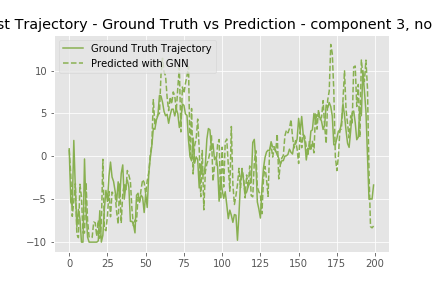 st Trajectory - Ground Truth vs Prediction - component 3, no
Ground Truth Trajectory
Predicted with GNN
10
5
0
−5
−10
0 25 50 75 100 125 150 175 200